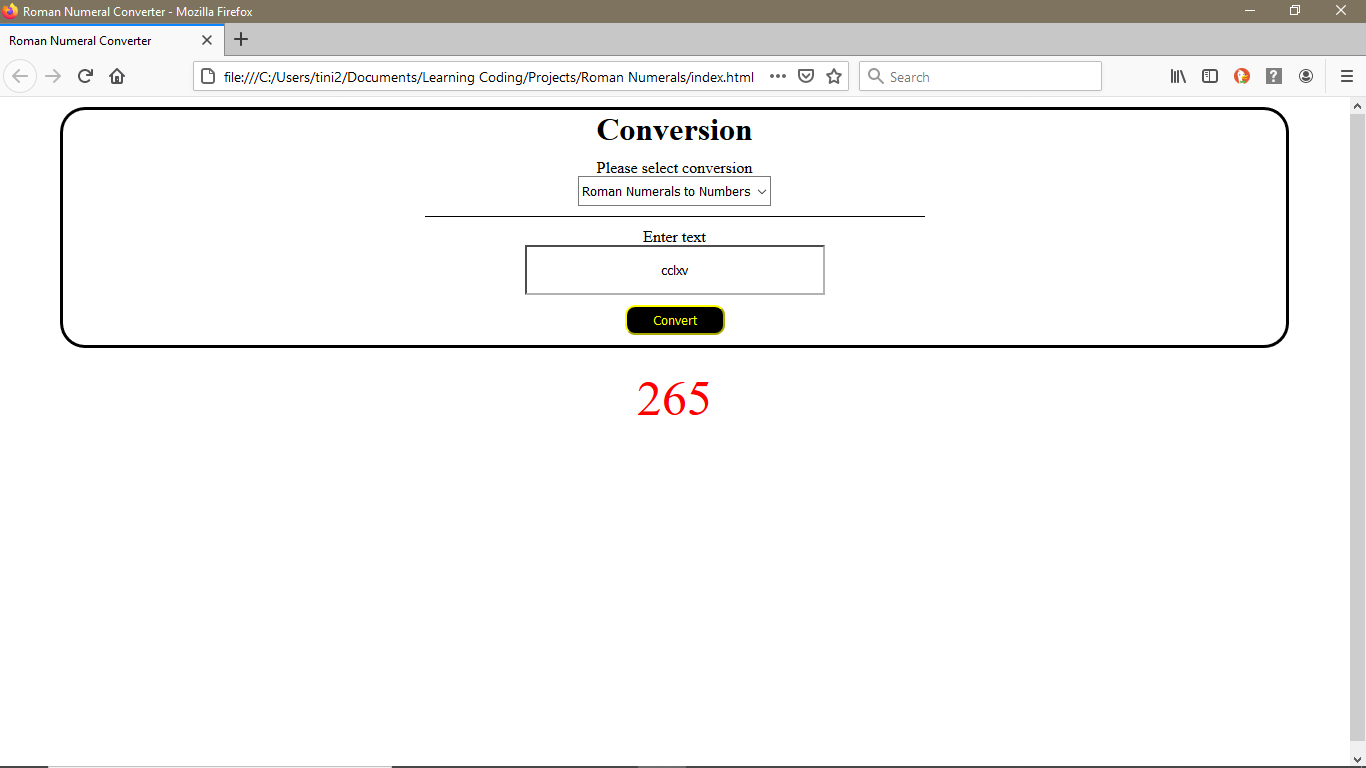 Roman Numeral Converter - Mozilla Firefox
Roman Numeral Converter
file:///C:/Users/tini2/Documents/Learning Coding/Projects/Roman Numerals/index.html
Search
Conversion
Please select conversion
Roman Numerals to Numbers
Enter text
cclxv
Convert
265